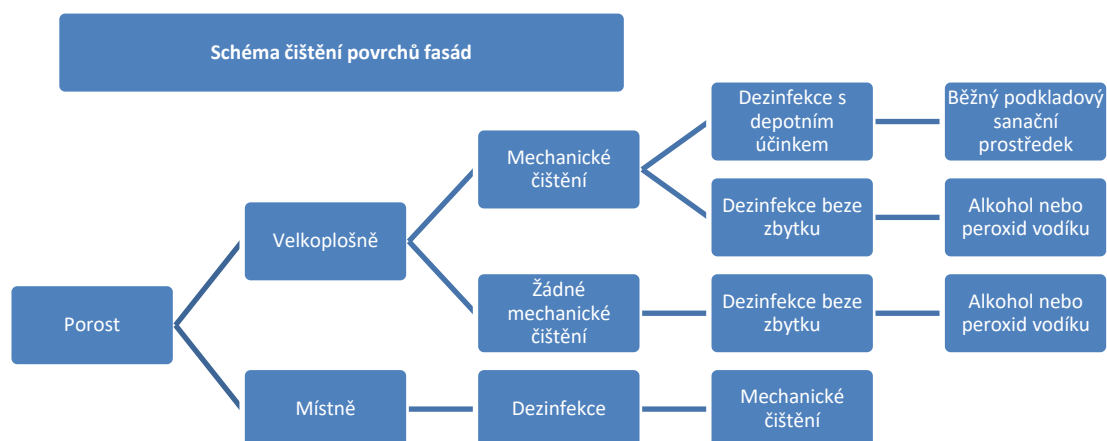 Schéma čištění povrchů fasád
Dezinfekce s
depotním
účinkem
Běžný podkladový
sanační
prostředek
Mechanické
čištění
Dezinfekce beze
zbytku
Alkohol nebo
peroxid vodíku
Velkoplošně
Žádné
mechanické
čištění
Dezinfekce beze
zbytku
Alkohol nebo
peroxid vodíku
Porost
Místně
Dezinfekce
Mechanické
čištění